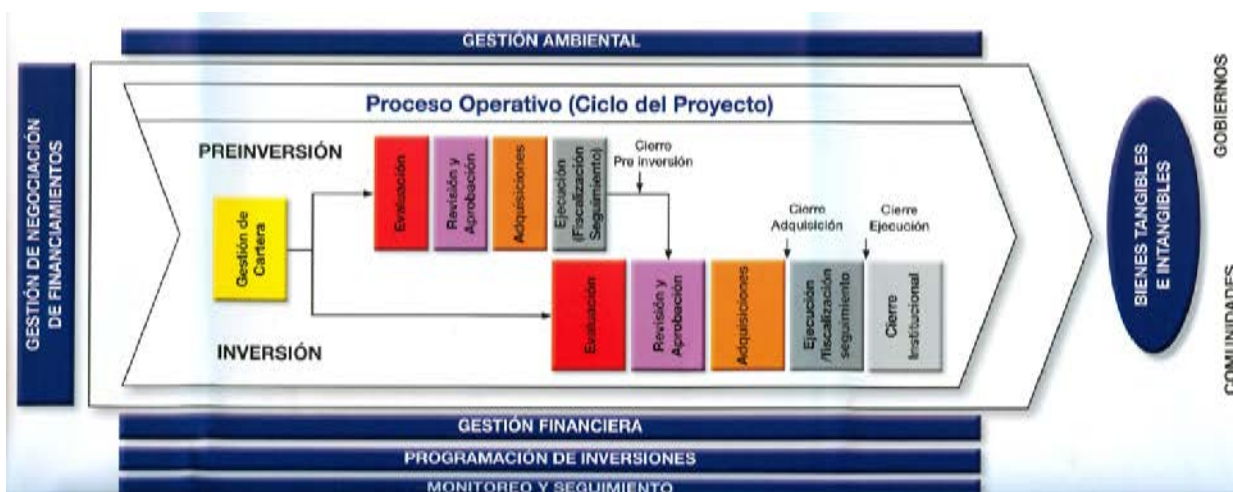 GESTIÓN AMBIENTAL
GESTIÓN DE NEGOCIACIÓN
DE FINANCIAMIENTOS
Proceso Operativo (Ciclo del Proyecto)
PREINVERSIÓN
Gestión de
Cartera
Evaluación
Revisión y
Aprobación
Adquisiciones
Ejecución
(Fiscalización
Seguimiento)
Cierro
Pre inversión
INVERSIÓN
Evaluación
Revisión y
Aprobación
Adquisiciones
Cierre
Adquisición
Ejecución
/fiscalización
seguimiento
Cierre
Ejecución
Cierre
Institucional
BIENES TANGIBLES
E INTANGIBLES
GOBIERNOS
COMUNIDADES
GESTIÓN FINANCIERA
PROGRAMACIÓN DE INVERSIONES
MONITOREO Y SEGUIMIENTO